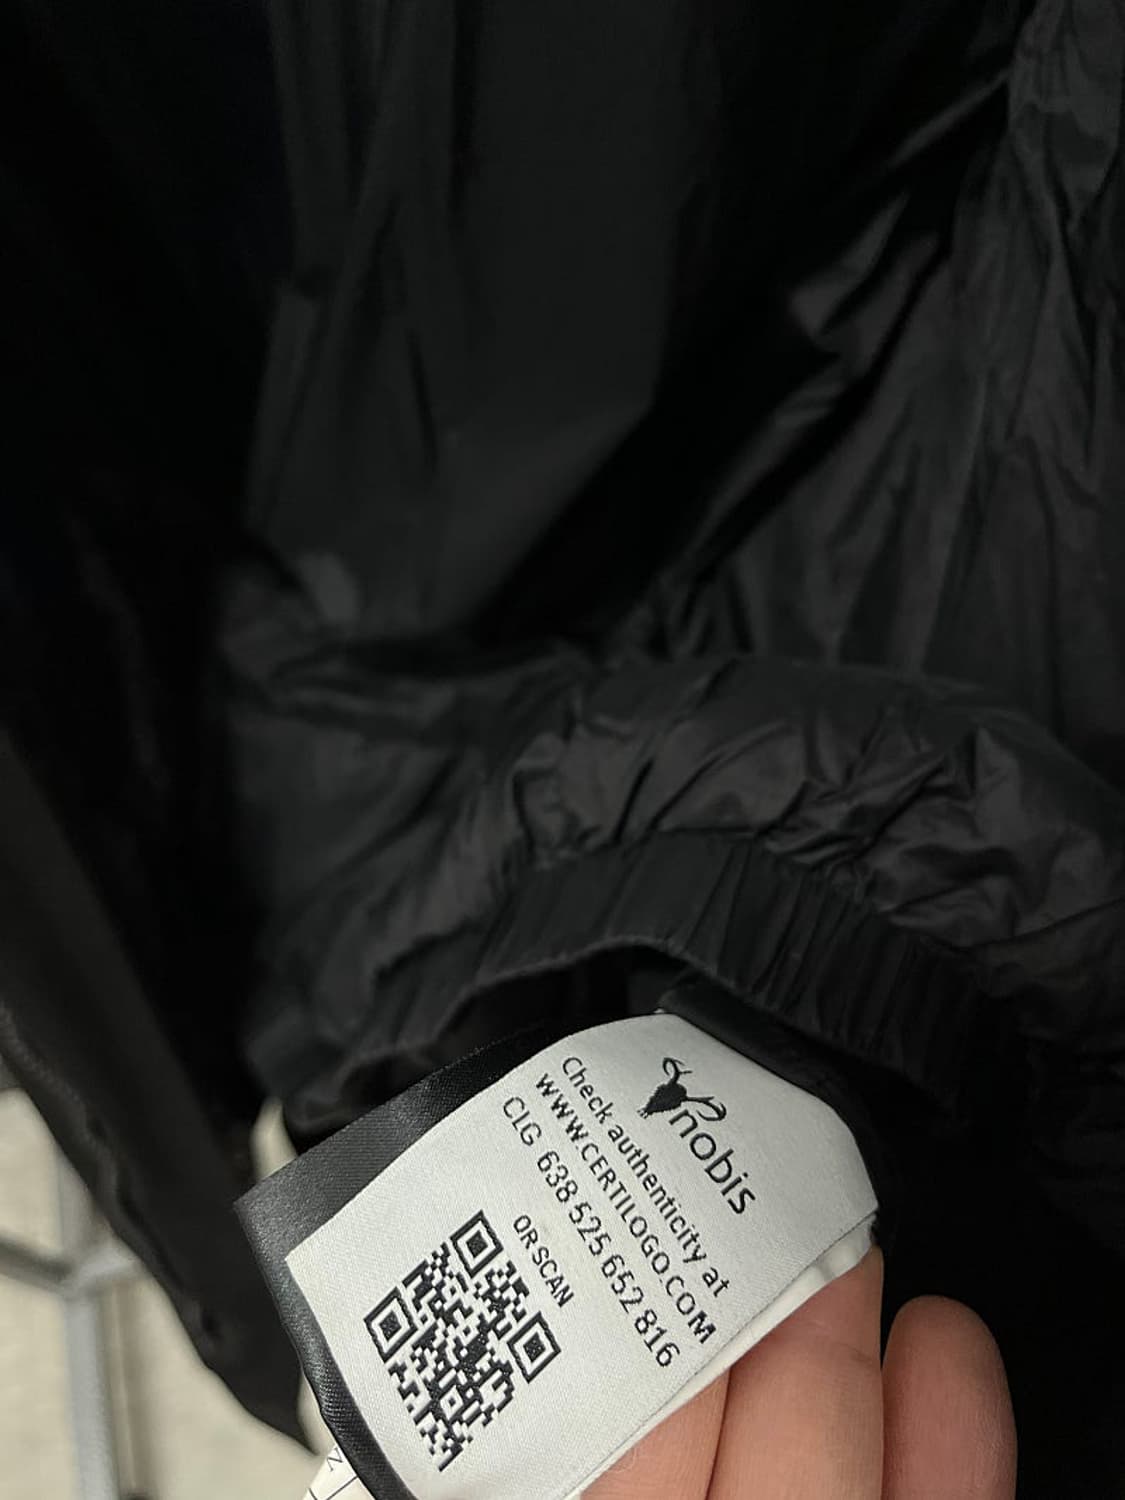 nobis
Check authenticity at
WWW.CERTILOGO.COM
CLG 638 525 652 816
OR SCAN